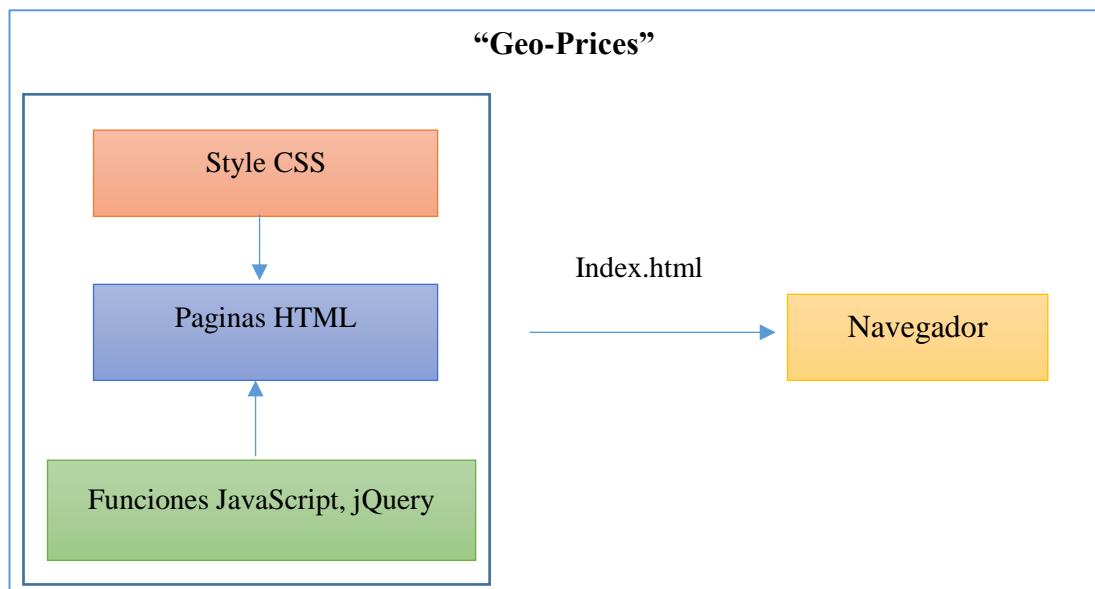 “Geo-Prices”
Style CSS
Paginas HTML
Funciones JavaScript, jQuery
Index.html
Navegador